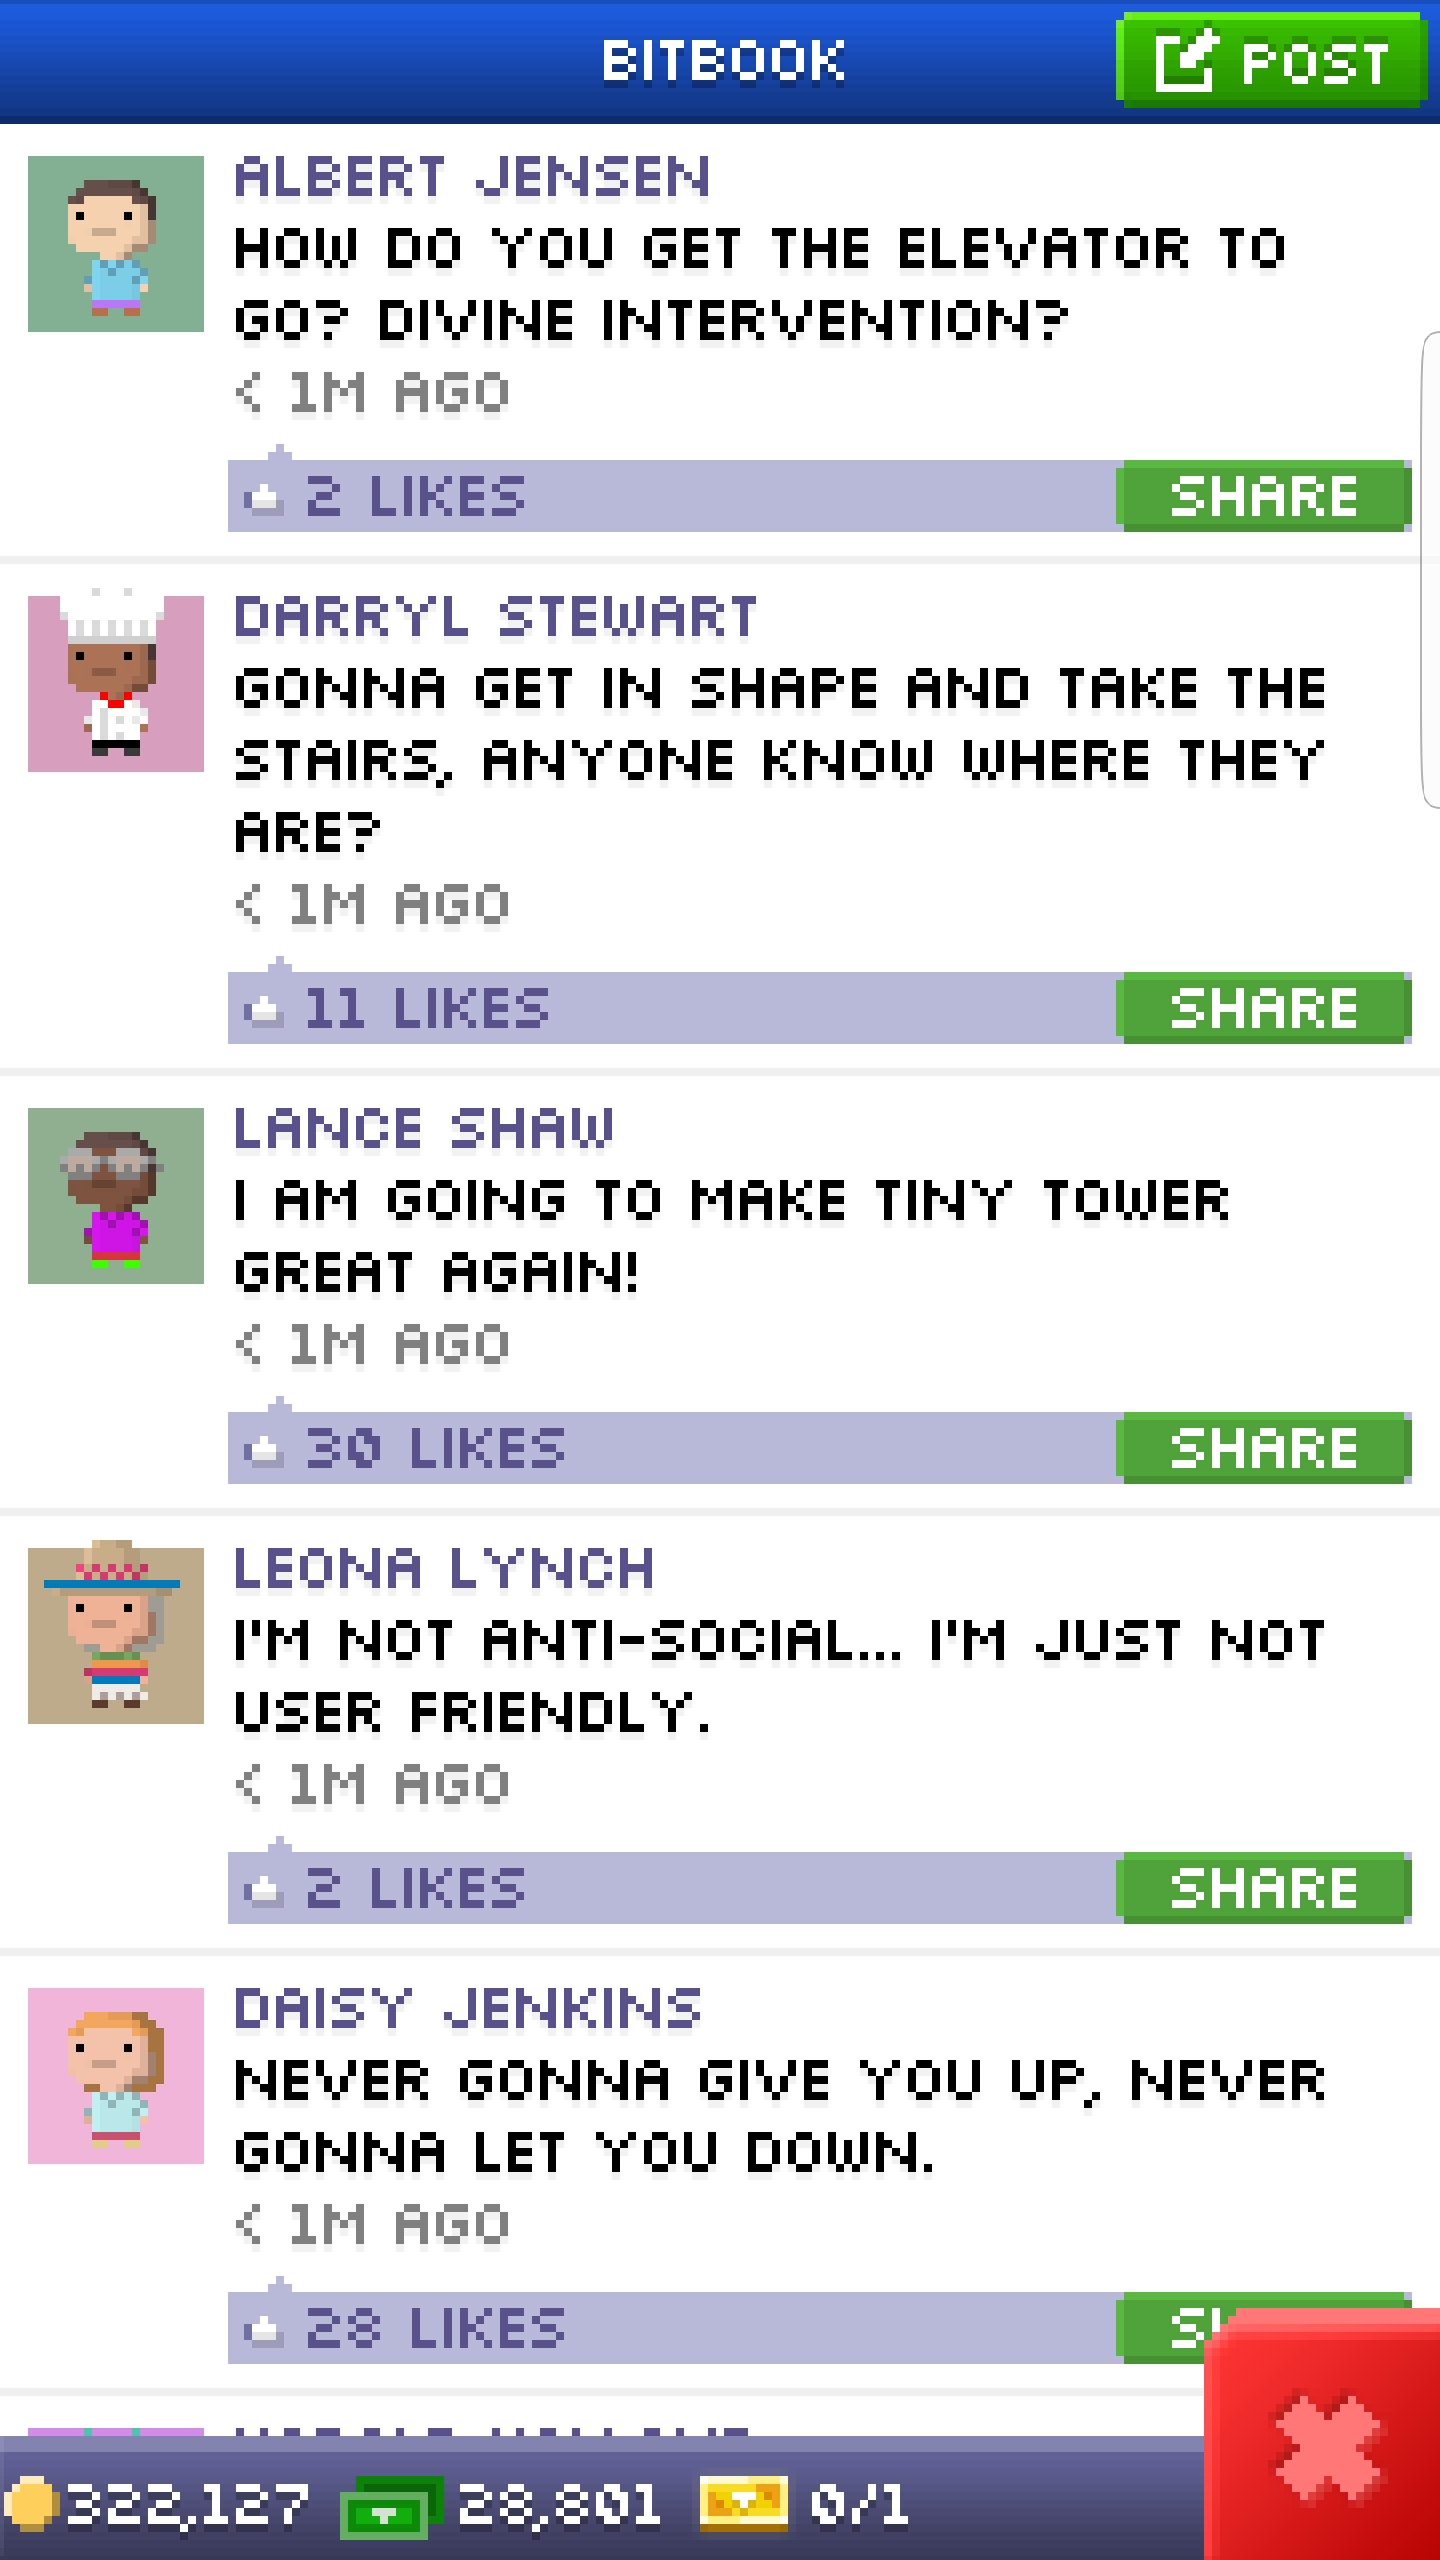 BITBOOK
POST
ALBERT JENSEN
HOW DO YOU GET THE ELEVATOR TO
GO? DIVINE INTERVENTION?
< 1M AGO
2 LIKES
SHARE
DARRYL STEWART
GONNA GET IN SHAPE AND TAKE THE
STAIRS, ANYONE KNOW WHERE THEY
ARE?
< 1M AGO
11 LIKES
SHARE
LANCE SHAW
I AM GOING TO MAKE TINY TOWER
GREAT AGAIN!
< 1M AGO
30 LIKES
SHARE
LEONA LYNCH
I'M NOT ANTI-SOCIAL... I'M JUST NOT
USER FRIENDLY.
< 1M AGO
2 LIKES
SHARE
DAISY JENKINS
NEVER GONNA GIVE YOU UP, NEVER
GONNA LET YOU DOWN.
< 1M AGO
28 LIKES
322,127
28,801
0/1